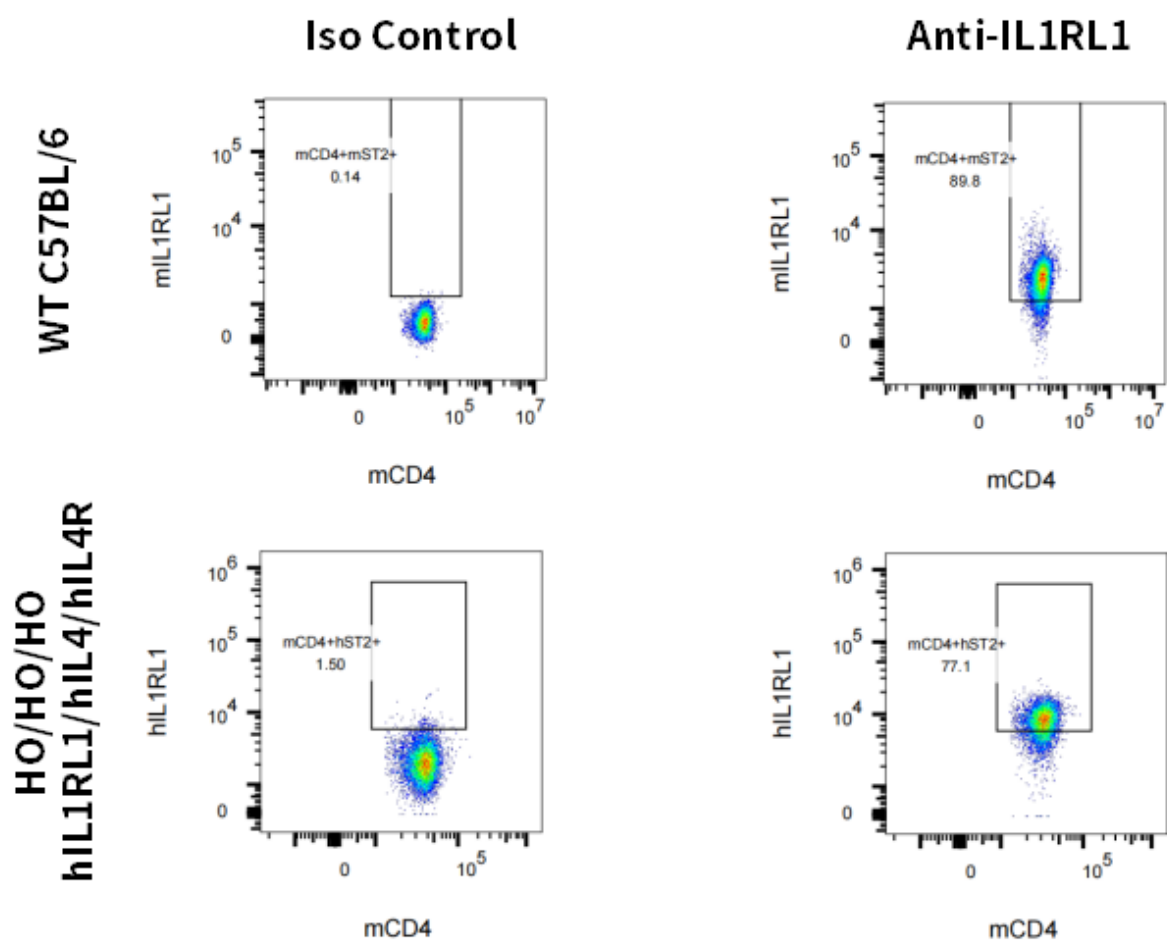 Iso Control
Anti-IL1RL1
WT C57BL/6
mIL1RL1
10^5
10^4
0
mCD4+mST2+
0.14
0
10^5
10^7
mCD4
mIL1RL1
10^5
10^4
0
mCD4+mST2+
89.8
0
10^5
10^7
mCD4
HO/HO/HO
hIL1RL1/hIL4/hIL4R
hIL1RL1
10^6
10^5
10^4
0
mCD4+hST2+
1.50
0
10^5
mCD4
hIL1RL1
10^6
10^5
10^4
0
mCD4+hST2+
77.1
0
10^5
mCD4